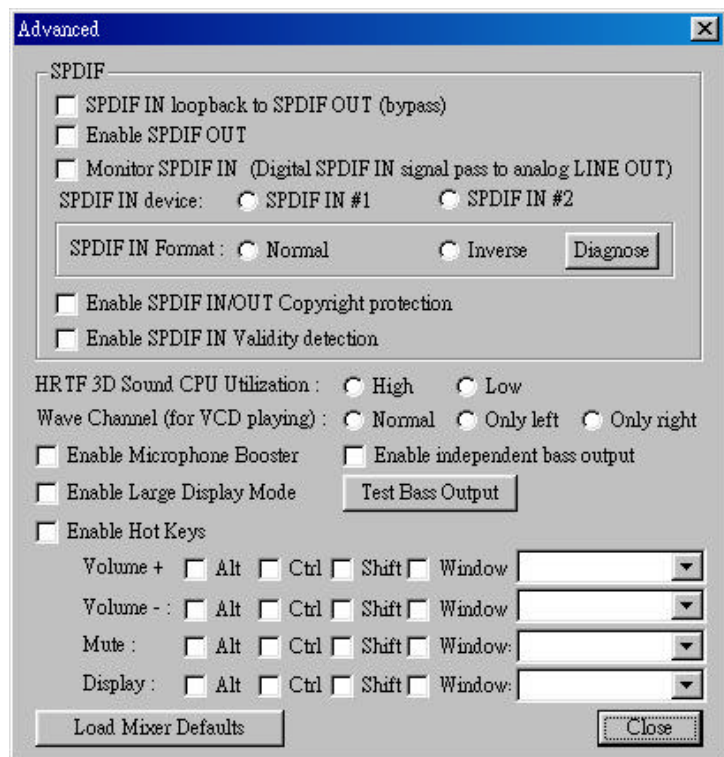 Advanced
SPDIF
SPDIF IN loopback to SPDIF OUT (bypass)
Enable SPDIF OUT
Monitor SPDIF IN (Digital SPDIF IN signal pass to analog LINE OUT)
SPDIF IN device: SPDIF IN #1 SPDIF IN #2
SPDIF IN Format : Normal Inverse Diagnose
Enable SPDIF IN/OUT Copyright protection
Enable SPDIF IN Validity detection
HRTF 3D Sound CPU Utilization : High Low
Wave Channel (for VCD playing) : Normal Only left Only right
Enable Microphone Booster Enable independent bass output
Enable Large Display Mode Test Bass Output
Enable Hot Keys
Volume + Alt Ctrl Shift Window
Volume - : Alt Ctrl Shift Window
Mute : Alt Ctrl Shift Window:
Display : Alt Ctrl Shift Window:
Load Mixer Defaults Close